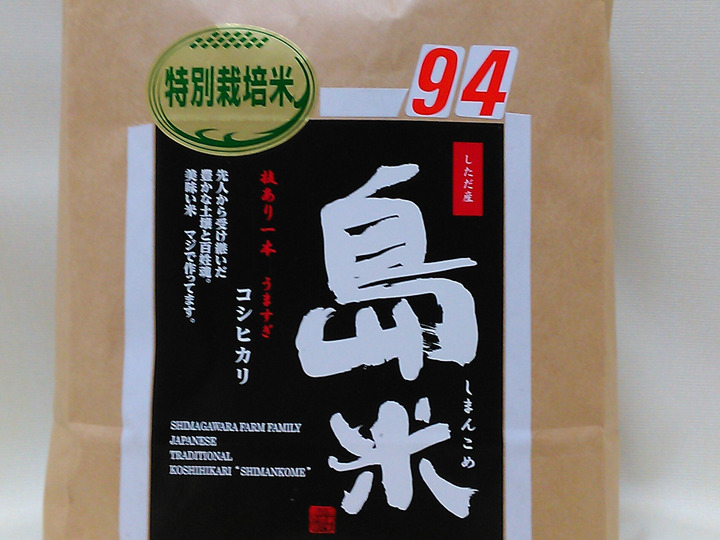 特別栽培米
94
しただ産
島米
しまんこめ
技あり一本 うますぎ
コシヒカリ
先人から受け継いだ
豊かな土壌と百姓魂。
美味い米 マジで作ってます。
SHIMAGAWARA FARM FAMILY
JAPANESE
TRADITIONAL
KOSHIHIKARI "SHIMANKOME"